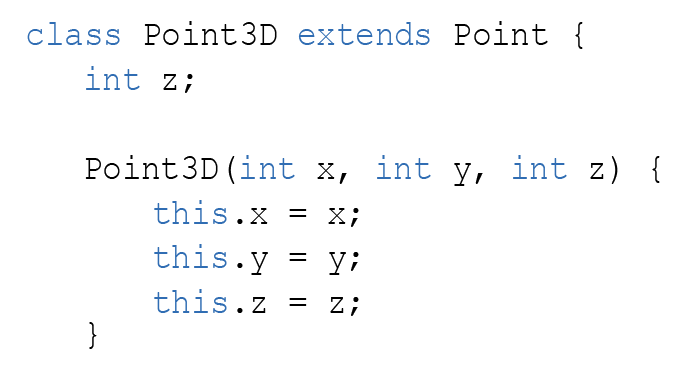 class Point3D extends Point {
int z;
Point3D(int x, int y, int z) {
this.x = x;
this.y = y;
this.z = z;
}